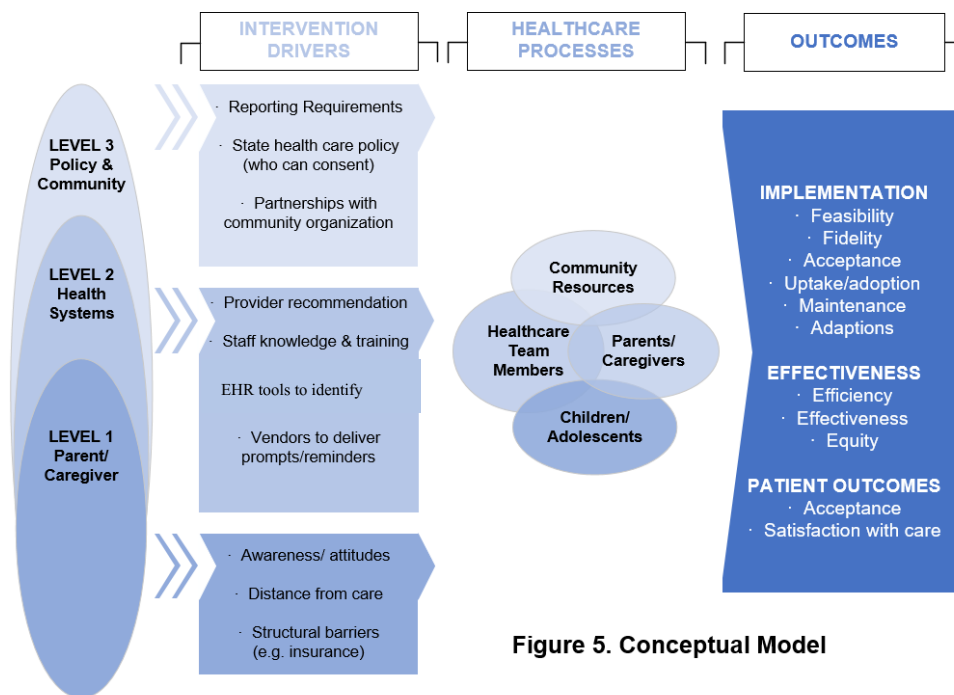 INTERVENTION
DRIVERS
HEALTHCARE
PROCESSES
OUTCOMES
LEVEL 3
Policy &
Community
LEVEL 2
Health
Systems
LEVEL 1
Parent/
Caregiver
· Reporting Requirements
· State health care policy
(who can consent)
· Partnerships with
community organization
· Provider recommendation
· Staff knowledge & training
EHR tools to identify
· Vendors to deliver
prompts/reminders
· Awareness/ attitudes
· Distance from care
· Structural barriers
(e.g. insurance)
Community
Resources
Healthcare
Team
Members
Parents/
Caregivers
Children/
Adolescents
IMPLEMENTATION
· Feasibility
· Fidelity
· Acceptance
· Uptake/adoption
· Maintenance
· Adaptions
EFFECTIVENESS
· Efficiency
· Effectiveness
· Equity
PATIENT OUTCOMES
· Acceptance
· Satisfaction with care
Figure 5. Conceptual Model